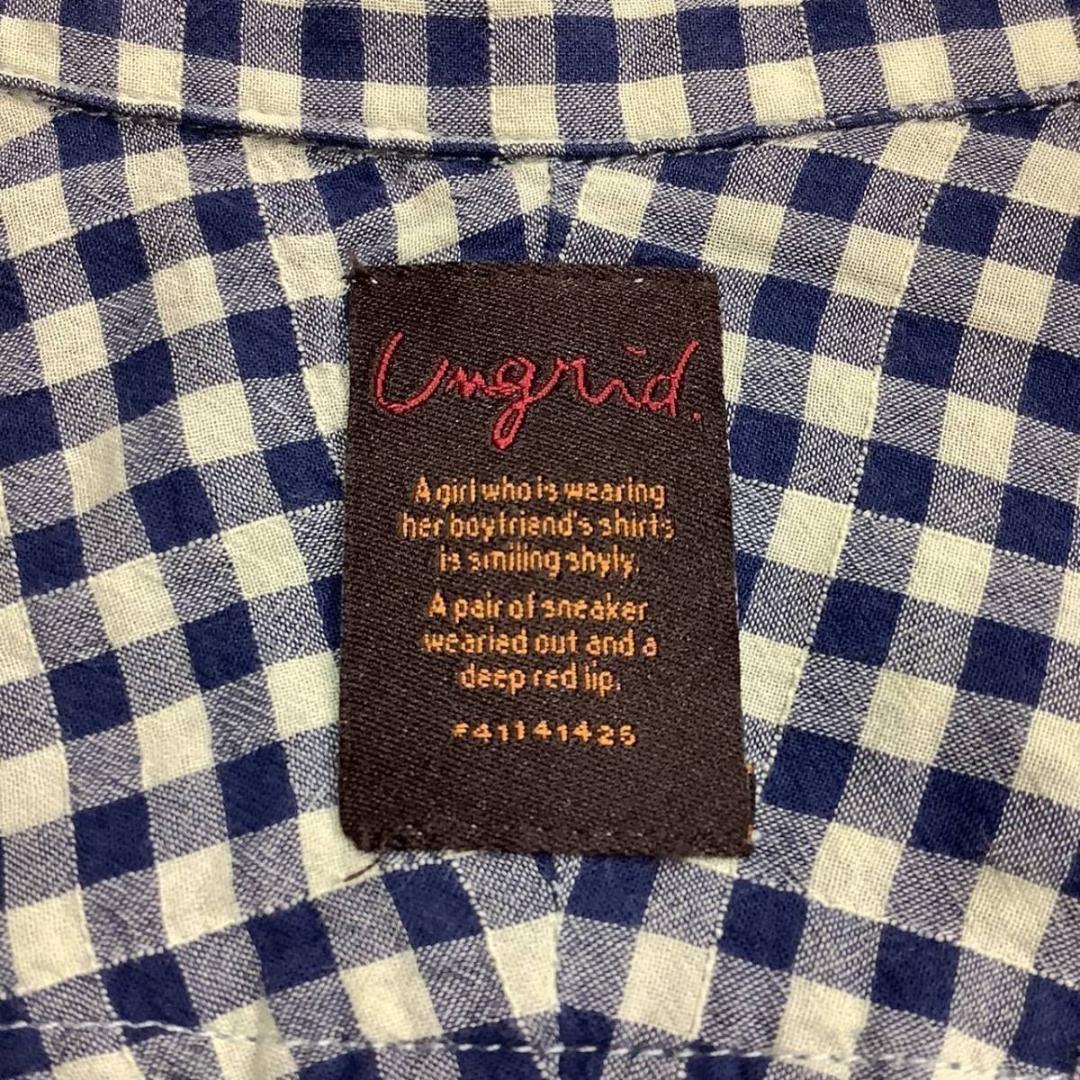 Ungrid.
A girl who is wearing
her boyfriend's shirts
is smiling shyly.
A pair of sneaker
wearied out and a
deep red lip.
#41141425